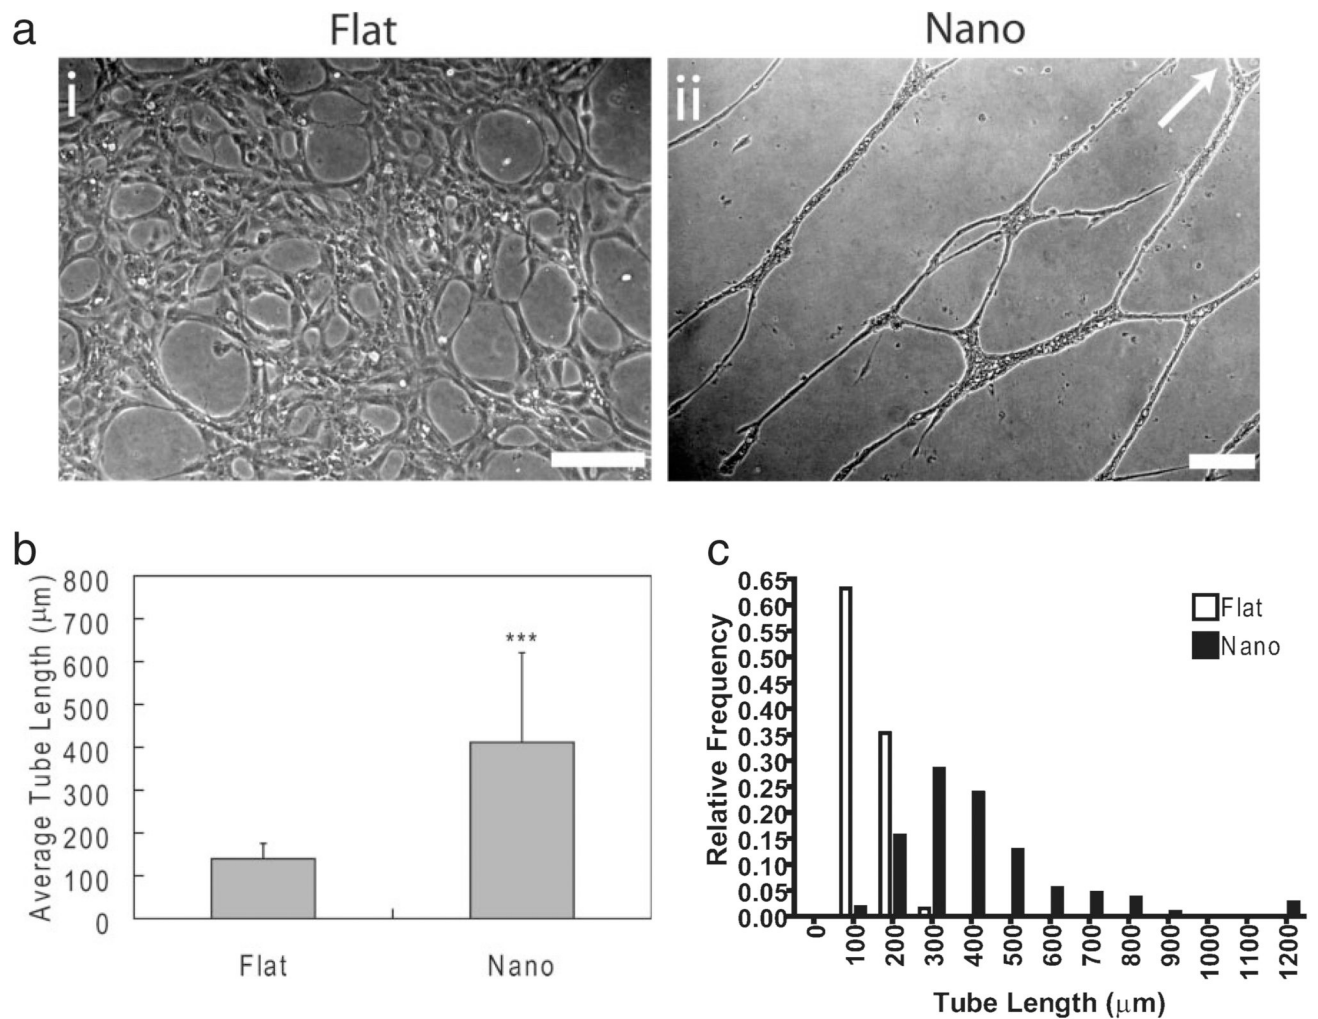 a
Flat
Nano
i
ii
b
Average Tube Length (μm)
800
700
600
500
400
300
200
100
0
***
Flat
Nano
c
Relative Frequency
0.65
0.60
0.55
0.50
0.45
0.40
0.35
0.30
0.25
0.20
0.15
0.10
0.05
0.00
Flat
Nano
0
100
200
300
400
500
600
700
800
900
1000
1100
1200
Tube Length (μm)